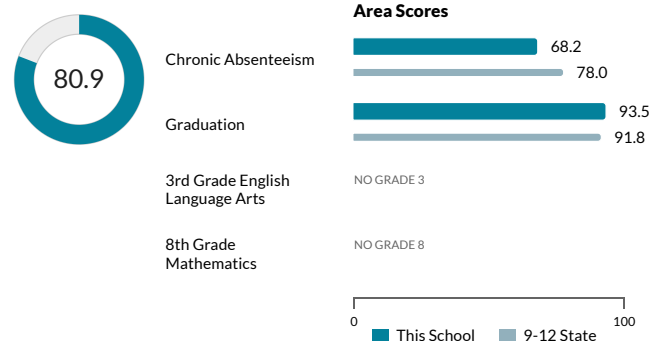 Area Scores
80.9
Chronic Absenteeism
68.2
78.0
Graduation
93.5
91.8
3rd Grade English
Language Arts
NO GRADE 3
8th Grade
Mathematics
NO GRADE 8
0
100
This School
9-12 State